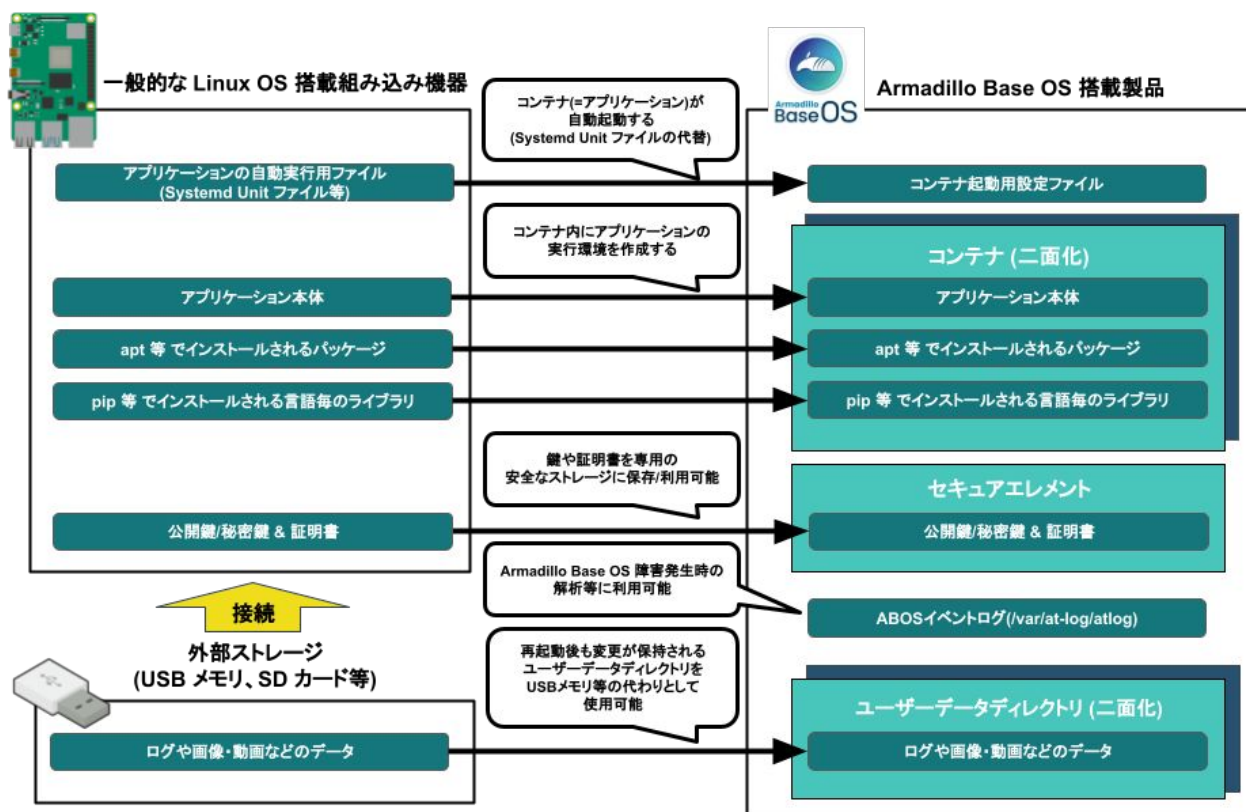 一般的な Linux OS 搭載組み込み機器
Armadillo
Base OS
Armadillo Base OS 搭載製品
コンテナ(=アプリケーション)が
自動起動する
(Systemd Unit ファイルの代替)
アプリケーションの自動実行用ファイル
(Systemd Unit ファイル等)
コンテナ起動用設定ファイル
コンテナ内にアプリケーションの
実行環境を作成する
コンテナ (二面化)
アプリケーション本体
アプリケーション本体
apt 等 でインストールされるパッケージ
apt 等 でインストールされるパッケージ
pip 等 でインストールされる言語毎のライブラリ
pip 等 でインストールされる言語毎のライブラリ
鍵や証明書を専用の
安全なストレージに保存/利用可能
セキュアエレメント
公開鍵/秘密鍵 & 証明書
公開鍵/秘密鍵 & 証明書
Armadillo Base OS 障害発生時の
解析等に利用可能
ABOSイベントログ(/var/at-log/atlog)
接続
外部ストレージ
(USB メモリ、SD カード等)
再起動後も変更が保持される
ユーザーデータディレクトリを
USBメモリ等の代わりとして
使用可能
ユーザーデータディレクトリ (二面化)
ログや画像・動画などのデータ
ログや画像・動画などのデータ